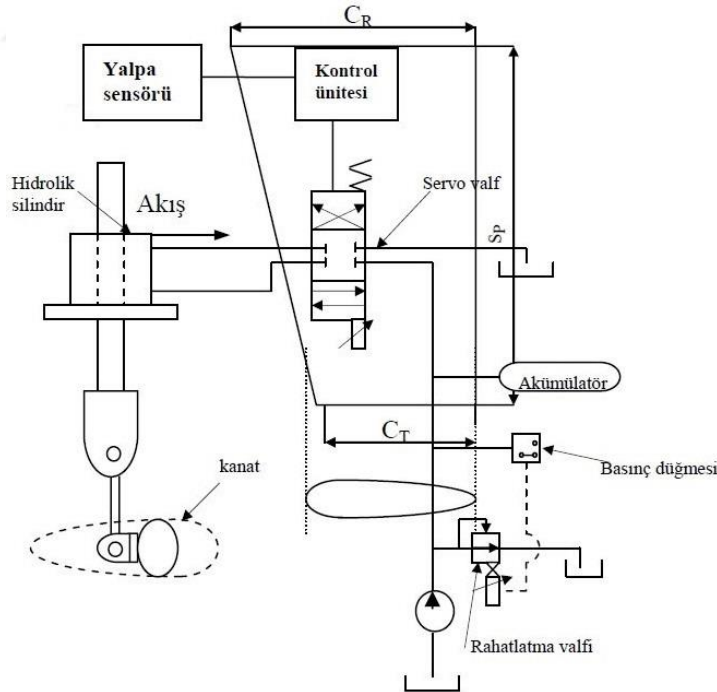 C_R
Yalpa
sensörü
Kontrol
ünitesi
Hidrolik
silindir
Akış
Servo valf
S_P
Akümülatör
C_T
Basınç düğmesi
kanat
Rahatlatma valfi